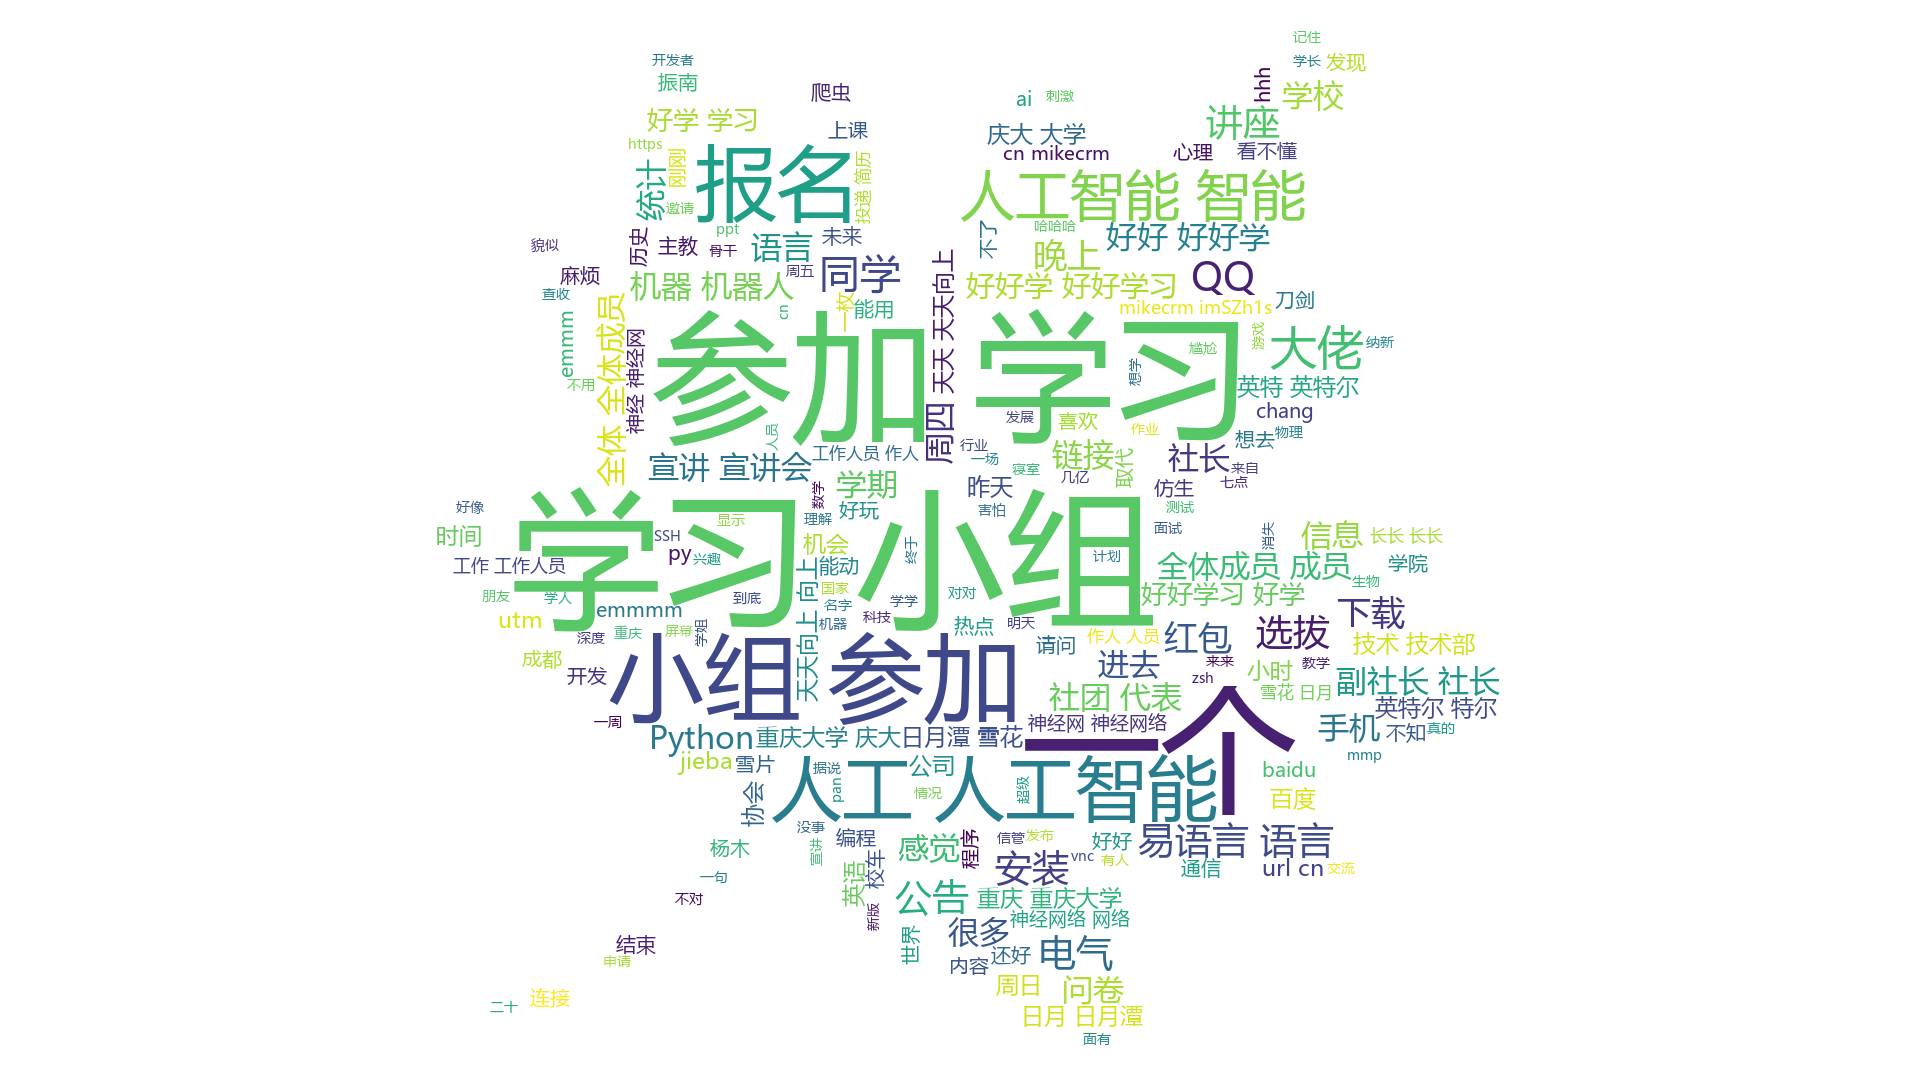 记住
开发者
学长
发现
振南
hhh
学校
爬虫
ai
刺激
讲座
好学 学习
上课
庆大 大学
https
刚刚
报名
投递 简历
cn mikecrm
心理
看不懂
统计
人工智能 智能
邀请
ppt
历史
主教
骨干
语言
未来
不了
哈哈哈
晚上
好好 好好学
貌似
麻烦
周五
同学
天天 天天向上
QQ
查收
机器 机器人
一枚
能用
好好学 好好学习
mikecrm imSZh1s
刀剑
cn
emmm
全体 全体成员
神经 神经网
参加 学习
尴尬
游戏
大佬
纳新
不用
想学
英特 英特尔
周四
发展
喜欢
作业
chang
人员
工作人员 作人
行业
一场
链接
取代
想去
物理
宣讲 宣讲会
寝室
几亿
社长
来自
七点
学期
昨天
仿生
好像
数学
好玩
害怕
测试
时间
学习小组
显示
理解
面试
消失
信息
长长 长长
SSH
py
兴趣
机会
终于
计划
工作 工作人员
能动
全体成员 成员
学院
生物
朋友
学人
天天向上 向上
国家
对对
好好学习 好学
emmmm
到底
名字
学学
下载
utm
机器
科技
热点
明天
深度
重庆
屏幕
学姐
请问
作人 人员
红包
选拔
技术 技术部
成都
开发
小组 参加
进去
来来
小时
教学
zsh
副社长 社长
社团 代表
一个
雪花 日月
英特尔 特尔
一周
神经网 神经网络
手机
不知
真的
Python
重庆大学 庆大
日月潭 雪花
mmp
jieba
雪片
据说
公司
baidu
人工 人工智能
pan
情况
超级
百度
协会
没事
编程
感觉
程序
信管
发布
好好
易语言 语言
杨木
宣讲
校车
安装
vnc
有人
通信
url cn
交流
一句
英语
不对
公告
重庆 重庆大学
新版
很多
神经网络 网络
结束
世界
电气
申请
内容
还好
周日
问卷
二十
连接
日月 日月潭
面有